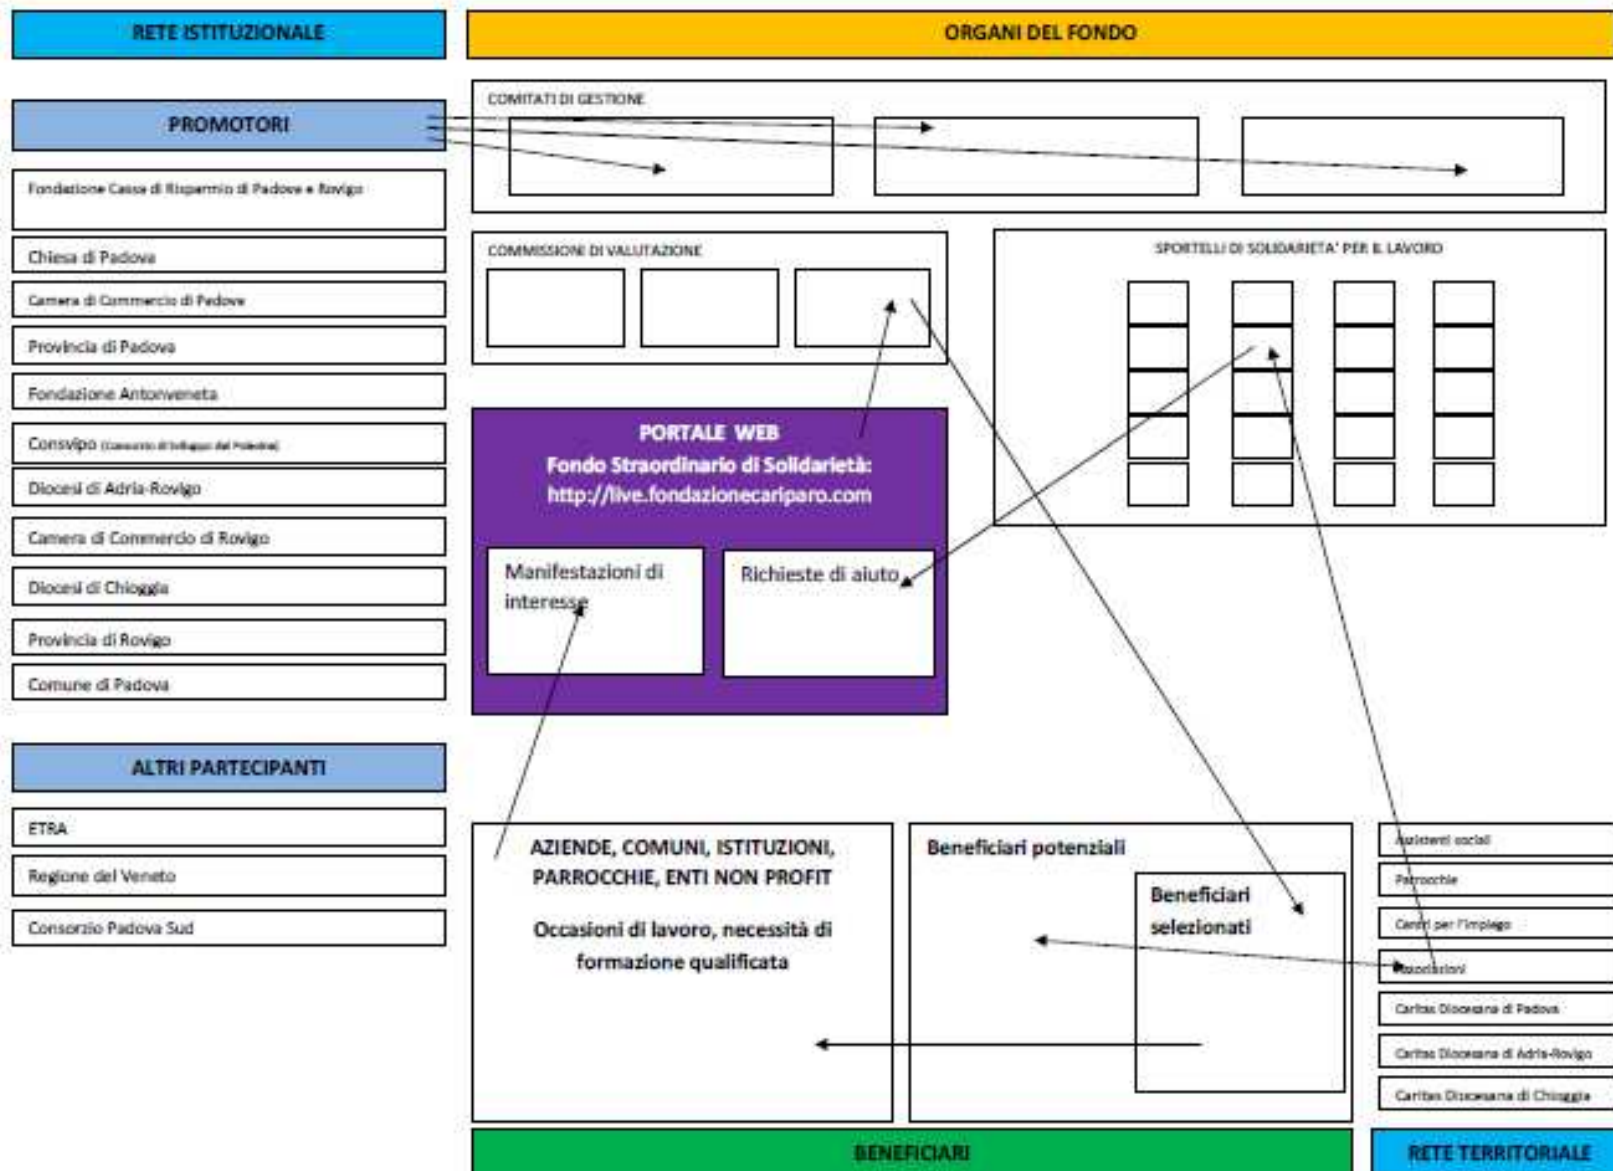 RETE ISTITUZIONALE
ORGANI DEL FONDO
PROMOTORI
Fondazione Cassa di Risparmio di Padova e Rovigo
Chiesa di Padova
Camera di Commercio di Padova
Provincia di Padova
Fondazione Antonveneta
Consvipo (Consorzio di Sviluppo del Polesine)
Diocesi di Adria-Rovigo
Camera di Commercio di Rovigo
Diocesi di Chioggia
Provincia di Rovigo
Comune di Padova
ALTRI PARTECIPANTI
ETRA
Regione del Veneto
Consorzio Padova Sud
COMITATI DI GESTIONE
COMMISSIONI DI VALUTAZIONE
SPORTELLI DI SOLIDARIETA' PER IL LAVORO
PORTALE WEB
Fondo Straordinario di Solidarietà:
http://live.fondazionecariparo.com
Manifestazioni di
interesse
Richieste di aiuto
AZIENDE, COMUNI, ISTITUZIONI,
PARROCCHIE, ENTI NON PROFIT
Occasioni di lavoro, necessità di
formazione qualificata
Beneficiari potenziali
Beneficiari
selezionati
Assistenti sociali
Parrocchie
Centri per l'impiego
Associazioni
Caritas Diocesana di Padova
Caritas Diocesana di Adria-Rovigo
Caritas Diocesana di Chioggia
BENEFICIARI
RETE TERRITORIALE